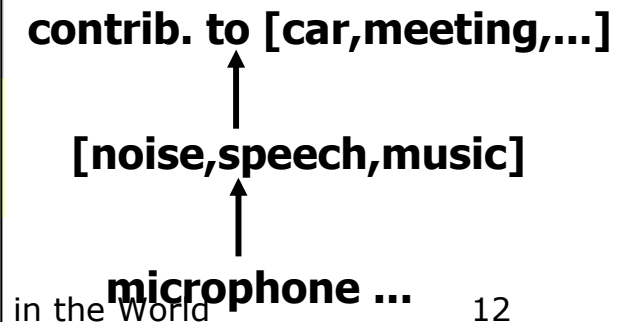 contrib. to [car,meeting,...]
[noise,speech,music]
microphone ...
in the World 12